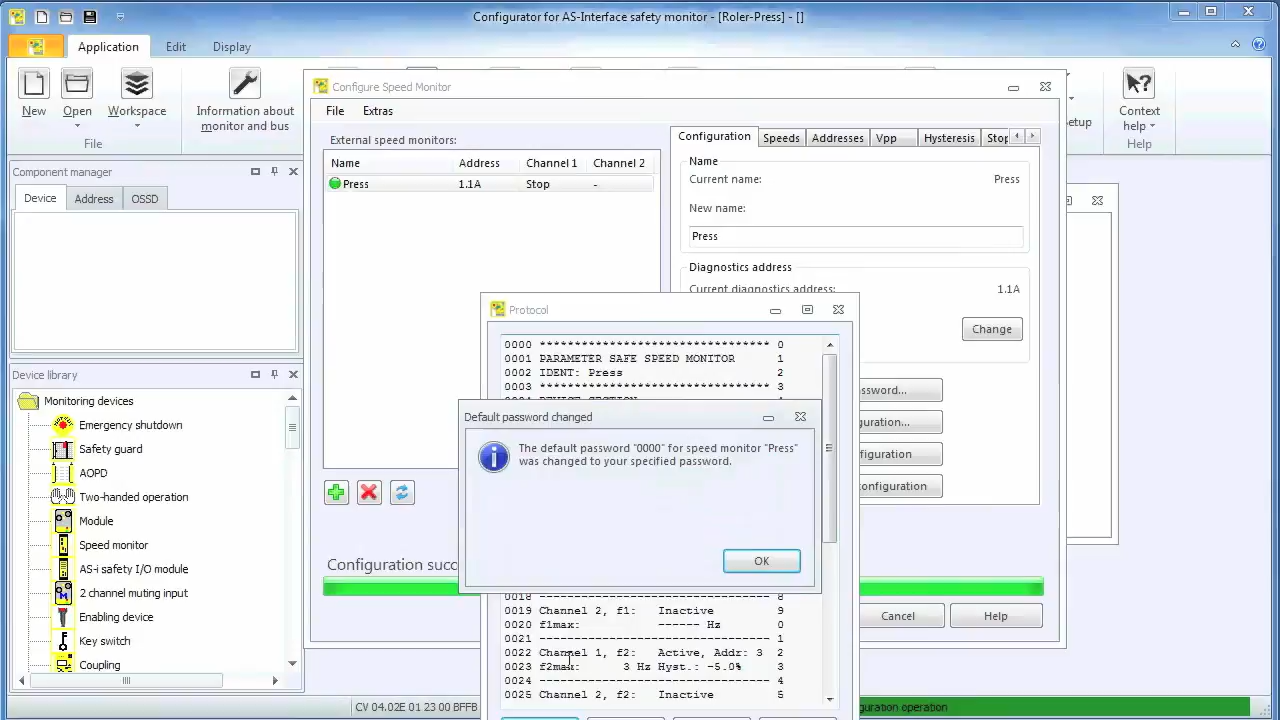 Configurator for AS-Interface safety monitor - [Roler-Press] - []
Application Edit Display
New
Open
Workspace
Information about
monitor and bus
Setup
Context
help
File
Help
Component manager
Device Address OSSD
Device library
Monitoring devices
Emergency shutdown
Safety guard
AOPD
Two-handed operation
Module
Speed monitor
AS-i safety I/O module
2 channel muting input
Enabling device
Key switch
Coupling
Configure Speed Monitor
File Extras
External speed monitors:
Name Address Channel 1 Channel 2
Press 1.1A Stop -
Configuration Speeds Addresses Vpp Hysteresis Stop
Name
Current name: Press
New name:
Press
Diagnostics address
Current diagnostics address: 1.1A
Change
ssword...
uration...
figuration
configuration
Configuration succ
Cancel Help
Protocol
0000 ********************************* 0
0001 PARAMETER SAFE SPEED MONITOR 1
0002 IDENT: Press 2
0003 ********************************* 3
Default password changed
The default password "0000" for speed monitor "Press"
was changed to your specified password.
OK
0019 Channel 2, f1: Inactive 9
0020 f1max: ------ Hz 0
0021 --------------------------------- 1
0022 Channel 1, f2: Active, Addr: 3 2
0023 f2max: 3 Hz Hyst.: -5.0% 3
0024 --------------------------------- 4
0025 Channel 2, f2: Inactive 5
CV 04.02E 01 23 00 BFFB
guration operation